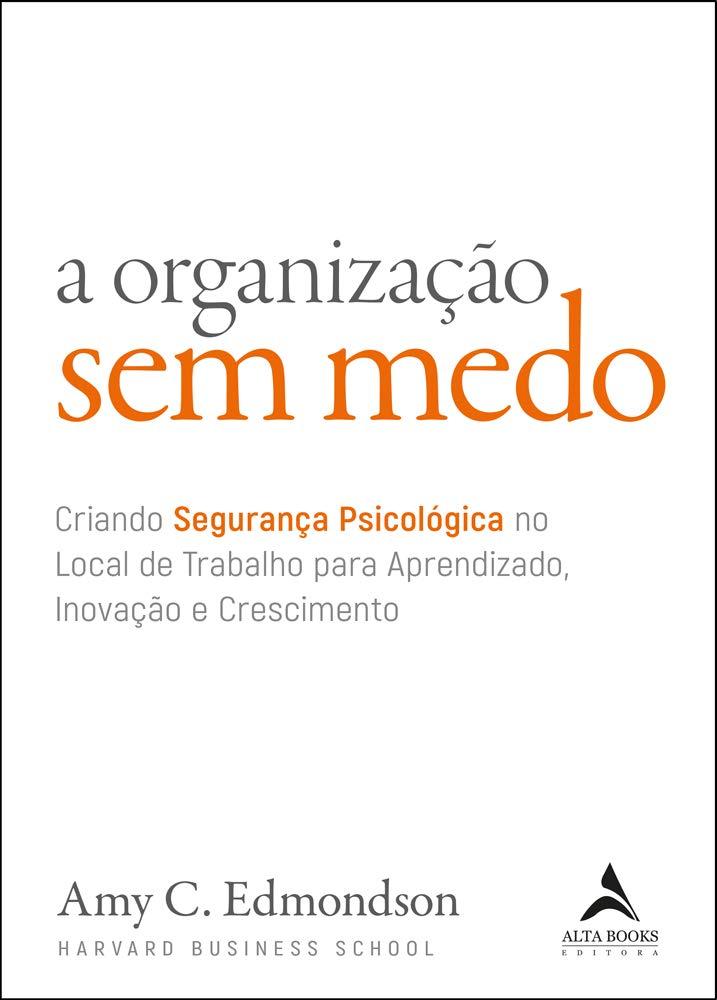 a organização
sem medo
Criando Segurança Psicológica no
Local de Trabalho para Aprendizado,
Inovação e Crescimento
Amy C. Edmondson
HARVARD BUSINESS SCHOOL
ALTA BOOKS
EDITORA